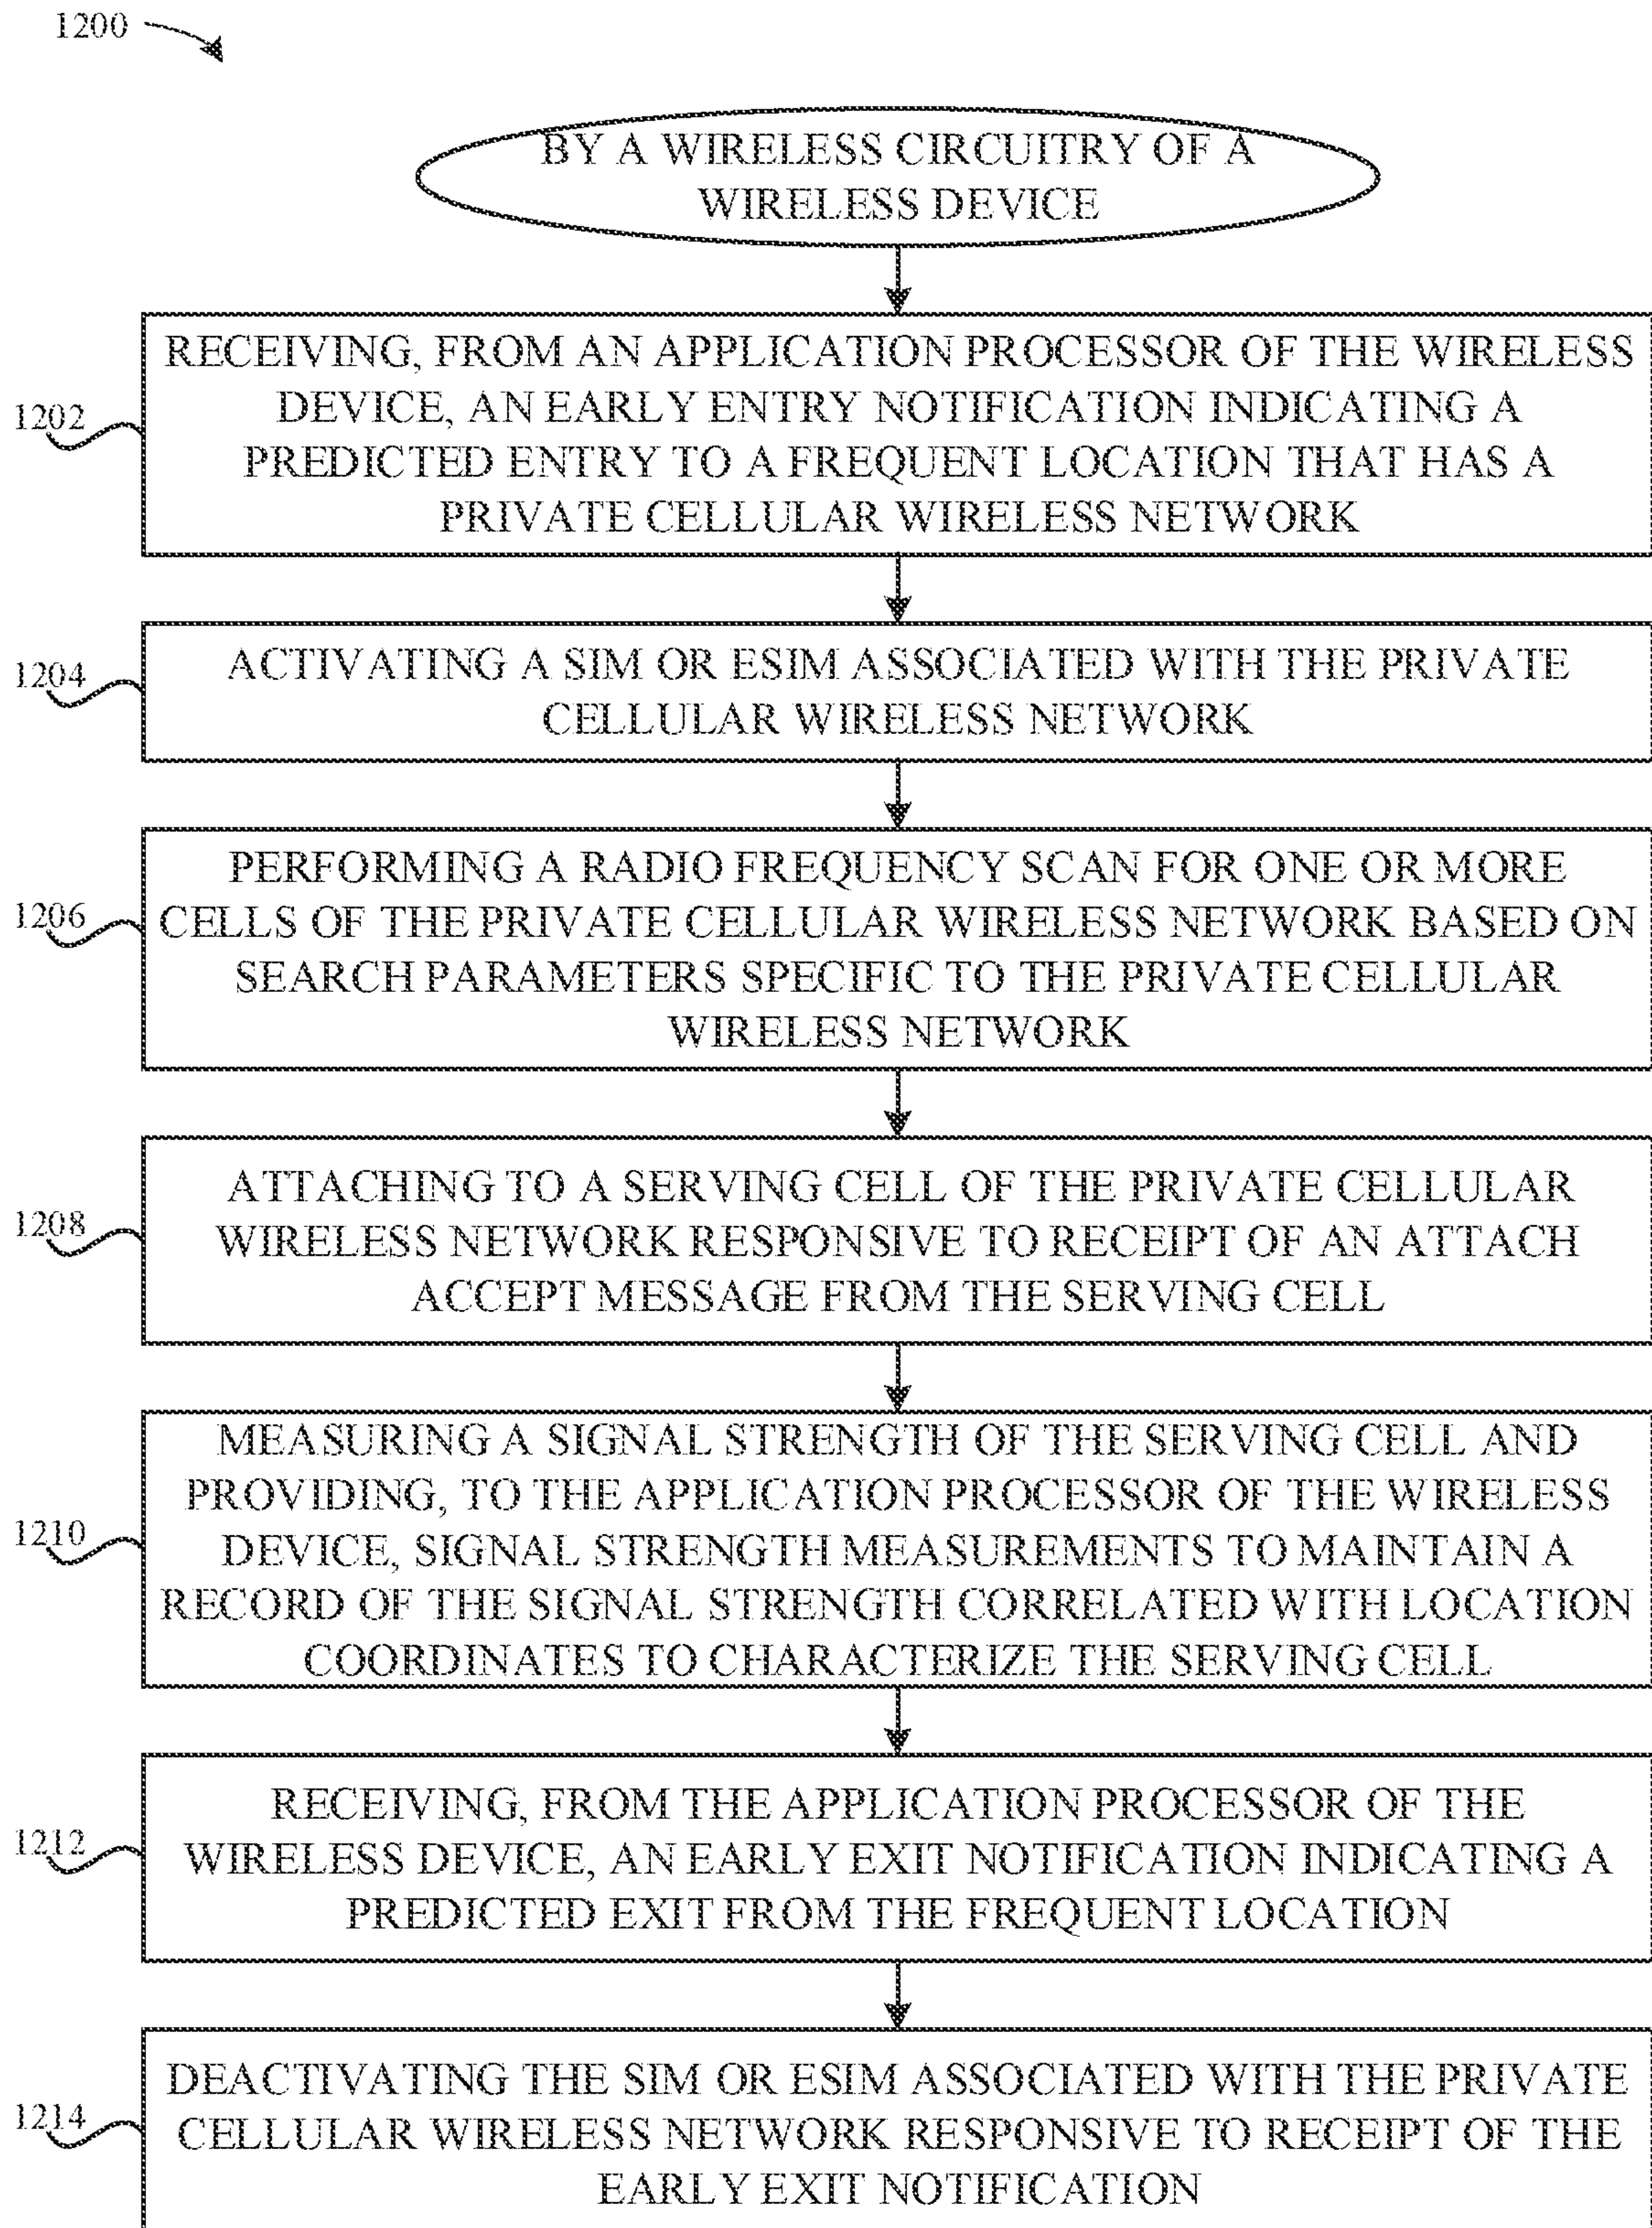 1200
BY A WIRELESS CIRCUITRY OF A
WIRELESS DEVICE
1202
RECEIVING, FROM AN APPLICATION PROCESSOR OF THE WIRELESS
DEVICE, AN EARLY ENTRY NOTIFICATION INDICATING A
PREDICTED ENTRY TO A FREQUENT LOCATION THAT HAS A
PRIVATE CELLULAR WIRELESS NETWORK
1204
ACTIVATING A SIM OR ESIM ASSOCIATED WITH THE PRIVATE
CELLULAR WIRELESS NETWORK
1206
PERFORMING A RADIO FREQUENCY SCAN FOR ONE OR MORE
CELLS OF THE PRIVATE CELLULAR WIRELESS NETWORK BASED ON
SEARCH PARAMETERS SPECIFIC TO THE PRIVATE CELLULAR
WIRELESS NETWORK
1208
ATTACHING TO A SERVING CELL OF THE PRIVATE CELLULAR
WIRELESS NETWORK RESPONSIVE TO RECEIPT OF AN ATTACH
ACCEPT MESSAGE FROM THE SERVING CELL
1210
MEASURING A SIGNAL STRENGTH OF THE SERVING CELL AND
PROVIDING, TO THE APPLICATION PROCESSOR OF THE WIRELESS
DEVICE, SIGNAL STRENGTH MEASUREMENTS TO MAINTAIN A
RECORD OF THE SIGNAL STRENGTH CORRELATED WITH LOCATION
COORDINATES TO CHARACTERIZE THE SERVING CELL
1212
RECEIVING, FROM THE APPLICATION PROCESSOR OF THE
WIRELESS DEVICE, AN EARLY EXIT NOTIFICATION INDICATING A
PREDICTED EXIT FROM THE FREQUENT LOCATION
1214
DEACTIVATING THE SIM OR ESIM ASSOCIATED WITH THE PRIVATE
CELLULAR WIRELESS NETWORK RESPONSIVE TO RECEIPT OF THE
EARLY EXIT NOTIFICATION